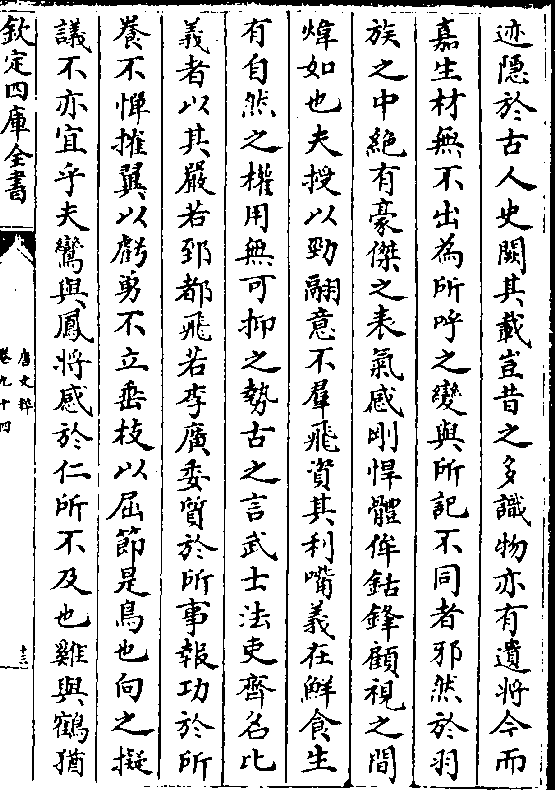 迹隱於古人史闕其載豈昔之多識物亦有遺將今而
嘉生材無不出為所呼之變與所記不同者邪然於羽
族之中絶有豪傑之表氣感剛悍體侔鈷鋒顧視之間
煒如也夫授以勁翮意不羣飛資其利嘴義在鮮食生
有自然之權用無可抑之勢古之言武士法吏齊名比
義者以其嚴若郅都飛若李廣委質於所事報功於所
養不憚摧翼以虧勇不立垂枝以屈節是鳥也向之擬
議不亦宜乎夫鸞與鳳將感於仁所不及也雞與鶴猶
欽定四庫全書
唐文粹
卷九十四
十三